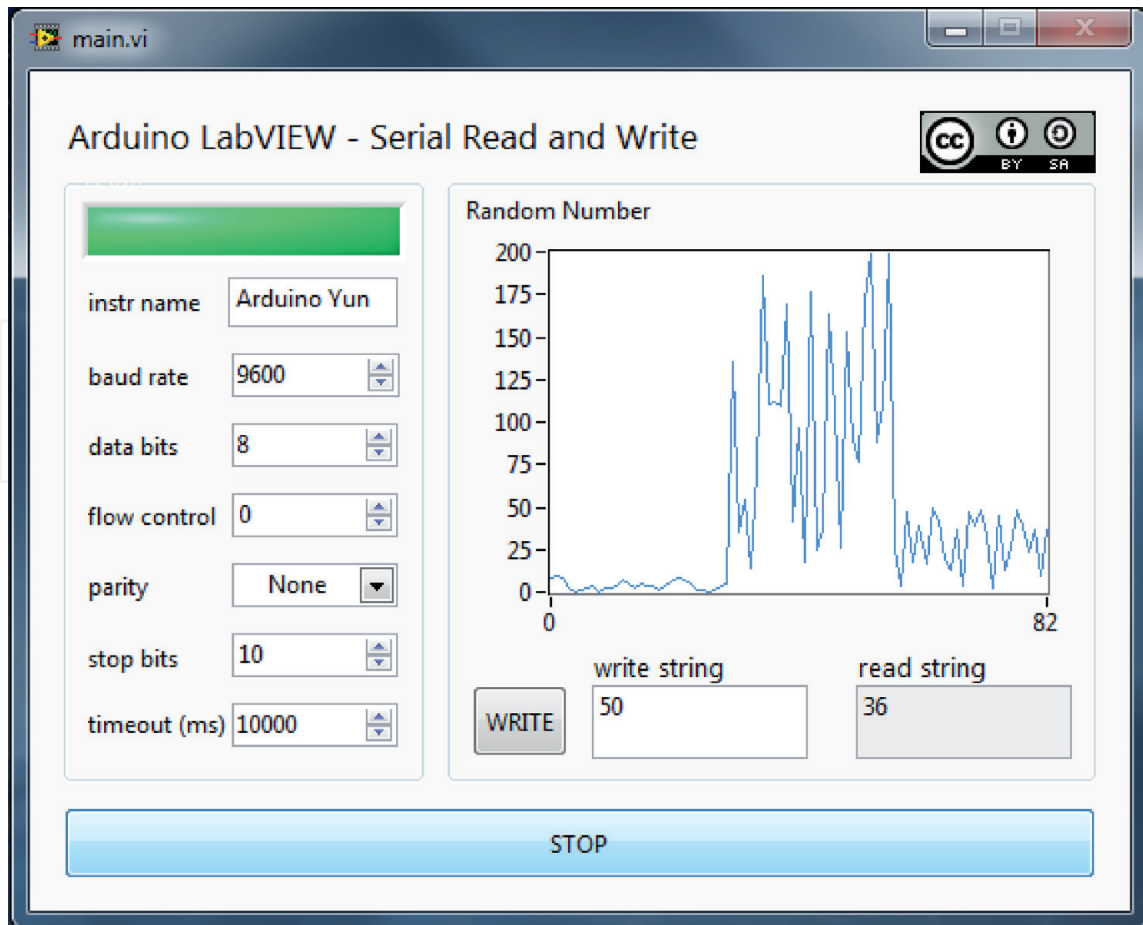 main.vi
Arduino LabVIEW - Serial Read and Write
cc BY SA
instr name Arduino Yun
baud rate 9600
data bits 8
flow control 0
parity None
stop bits 10
timeout (ms) 10000
Random Number
200
175
150
125
100
75
50
25
0
0 82
write string read string
WRITE 50 36
STOP